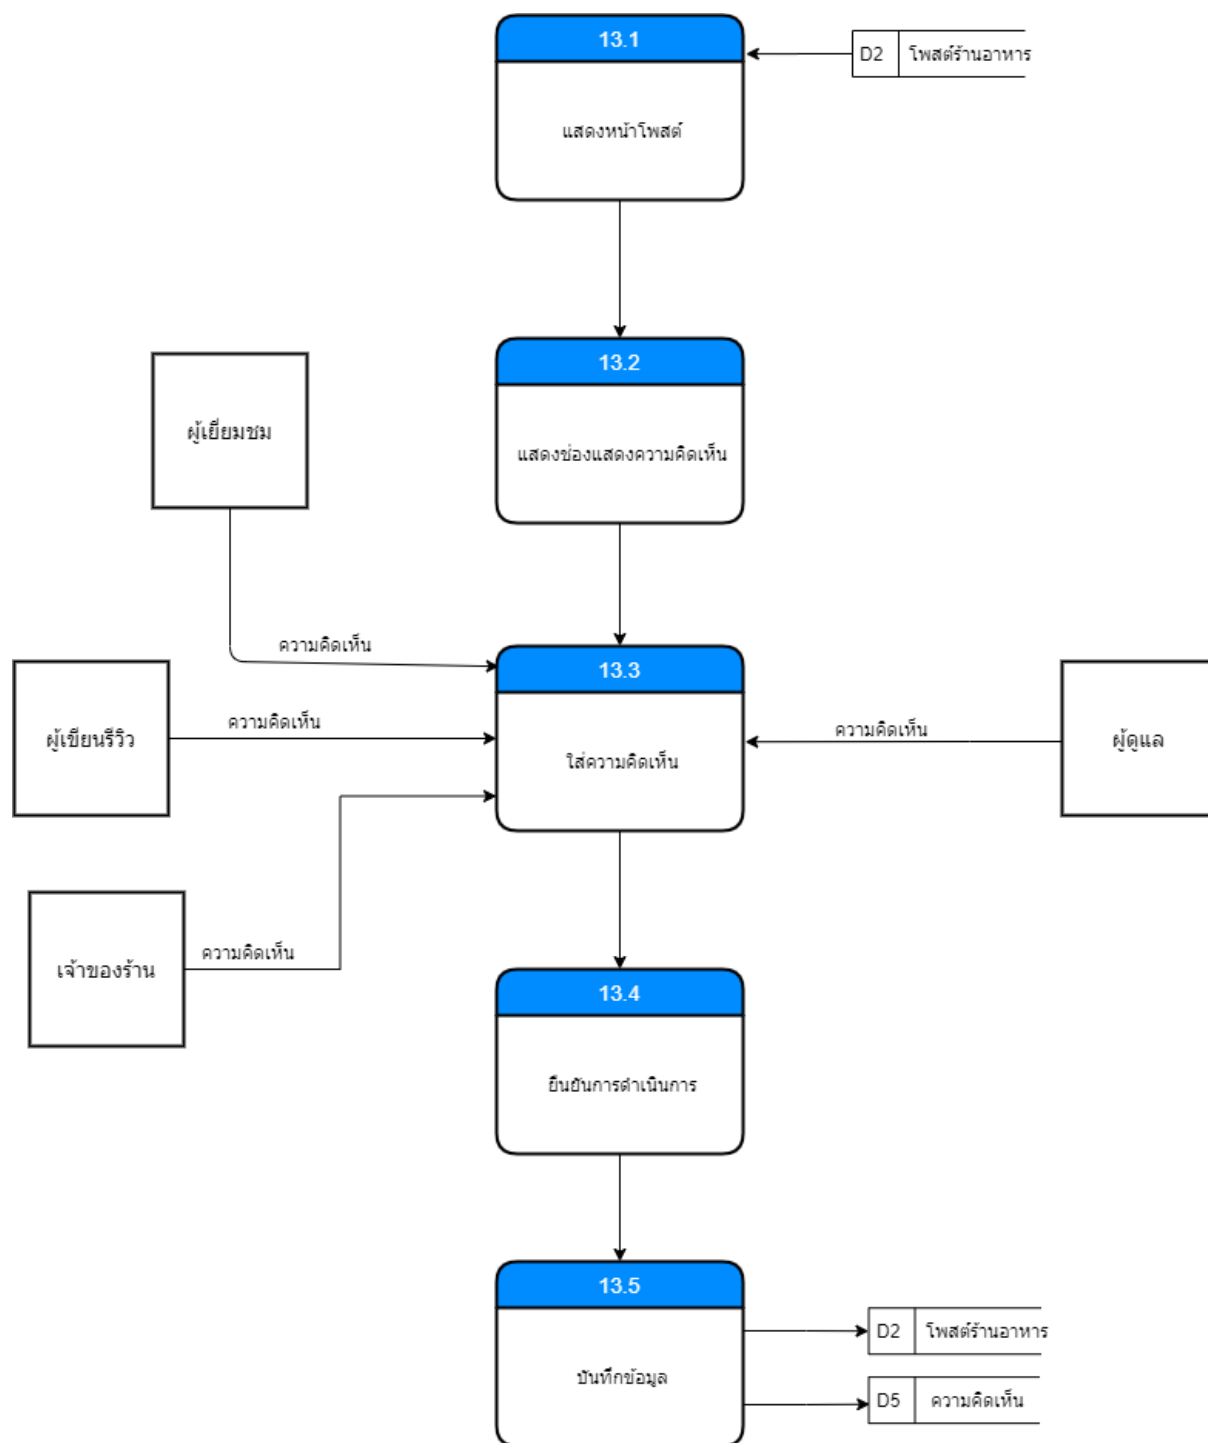 13.1
D2 โพสต์ร้านอาหาร
แสดงหน้าโพสต์
13.2
ผู้เยี่ยมชม
แสดงช่องแสดงความคิดเห็น
ความคิดเห็น
13.3
ผู้เขียนรีวิว
ความคิดเห็น
ใส่ความคิดเห็น
ความคิดเห็น
ผู้ดูแล
เจ้าของร้าน
ความคิดเห็น
13.4
ยืนยันการดำเนินการ
13.5
D2 โพสต์ร้านอาหาร
บันทึกข้อมูล
D5 ความคิดเห็น